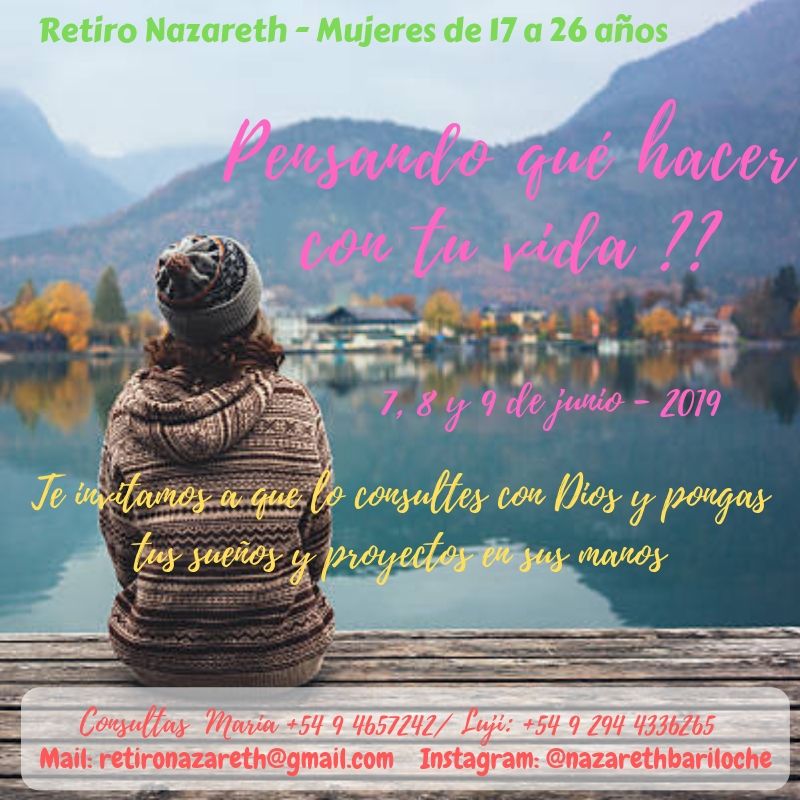 Retiro Nazareth - Mujeres de 17 a 26 años
Pensando qué hacer
con tu vida ??
7, 8 y 9 de junio - 2019
Te invitamos a que lo consultes con Dios y pongas
tus sueños y proyectos en sus manos
Consultas María +54 9 4657242/ Luji: +54 9 294 4336265
Mail: retironazareth@gmail.com Instagram: @nazarethbariloche